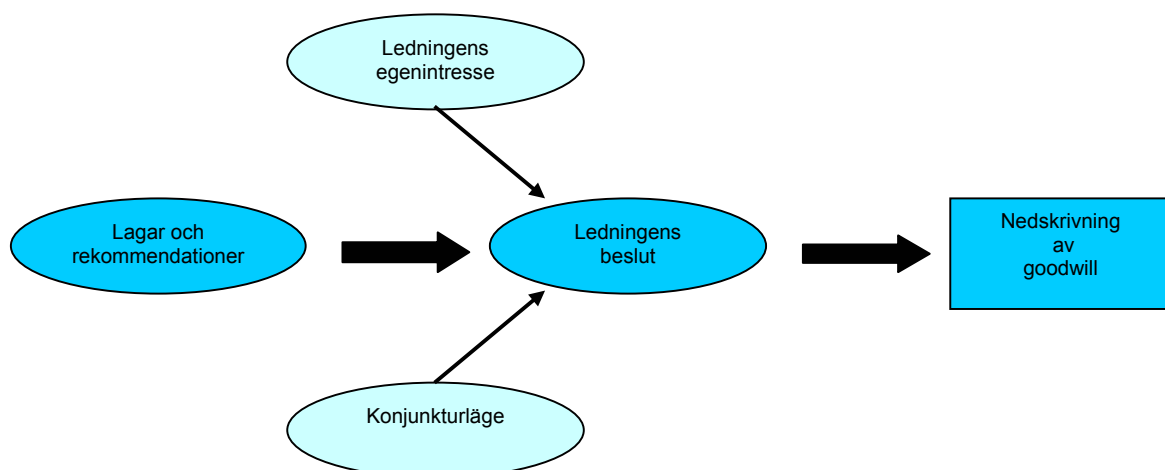 Ledningens
egenintresse
Lagar och
rekommendationer
Ledningens
beslut
Nedskrivning
av
goodwill
Konjunkturläge